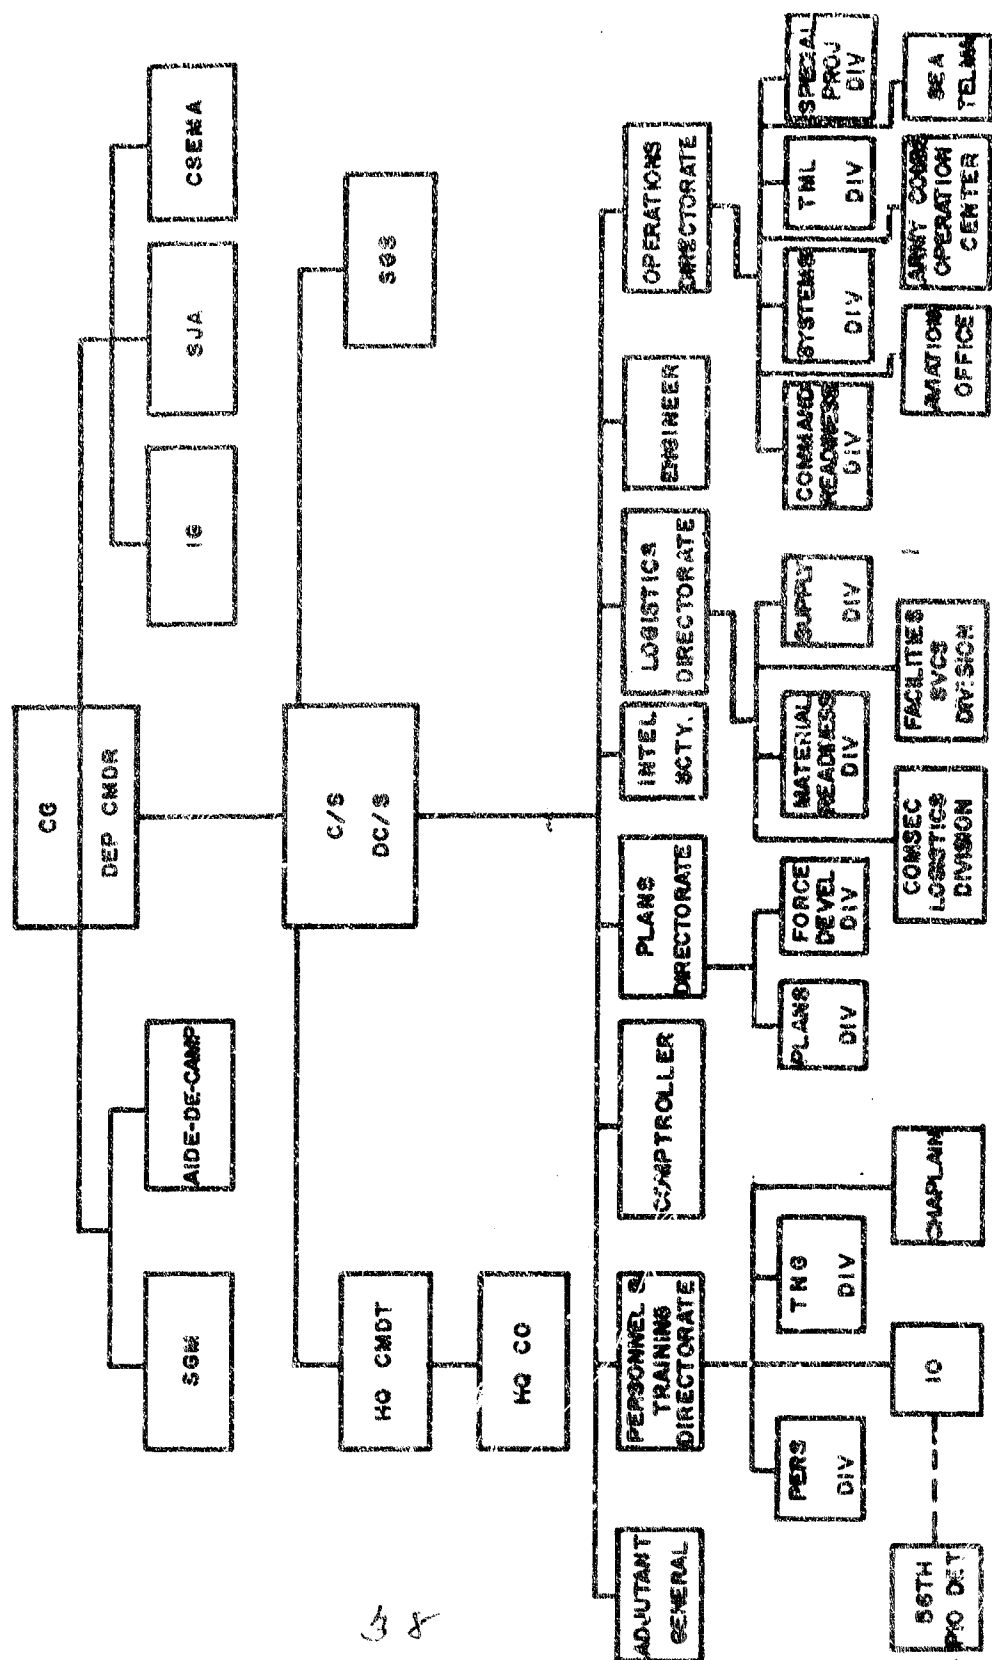 CG
DEP CMDR
SGM
AIDE-DE-CAMP
IG
SJA
CSEMA
C/S
DC/S
HQ CMDT
HQ CO
SGS
ADJUTANT
GENERAL
PERSONNEL &
TRAINING
DIRECTORATE
COMPTROLLER
PLANS
DIRECTORATE
INTEL
SCTY.
LOGISTICS
DIRECTORATE
ENGINEER
OPERATIONS
DIRECTORATE
PERS
DIV
TNG
DIV
PLANS
DIV
FORCE
DEVEL
DIV
MATERIAL
READINESS
DIV
SUPPLY
DIV
COMMAND
READINESS
DIV
SYSTEMS
DIV
TML
DIV
ESPECIAL
PROJ
DIV
56TH
PIO DET
IO
CHAPLAIN
COMSEC
LOGISTICS
DIVISION
FACILITIES
SVCS
DIVISION
AVIATION
OFFICE
ARMY COMM
OPERATION
CENTER
SEA
TELMA
38